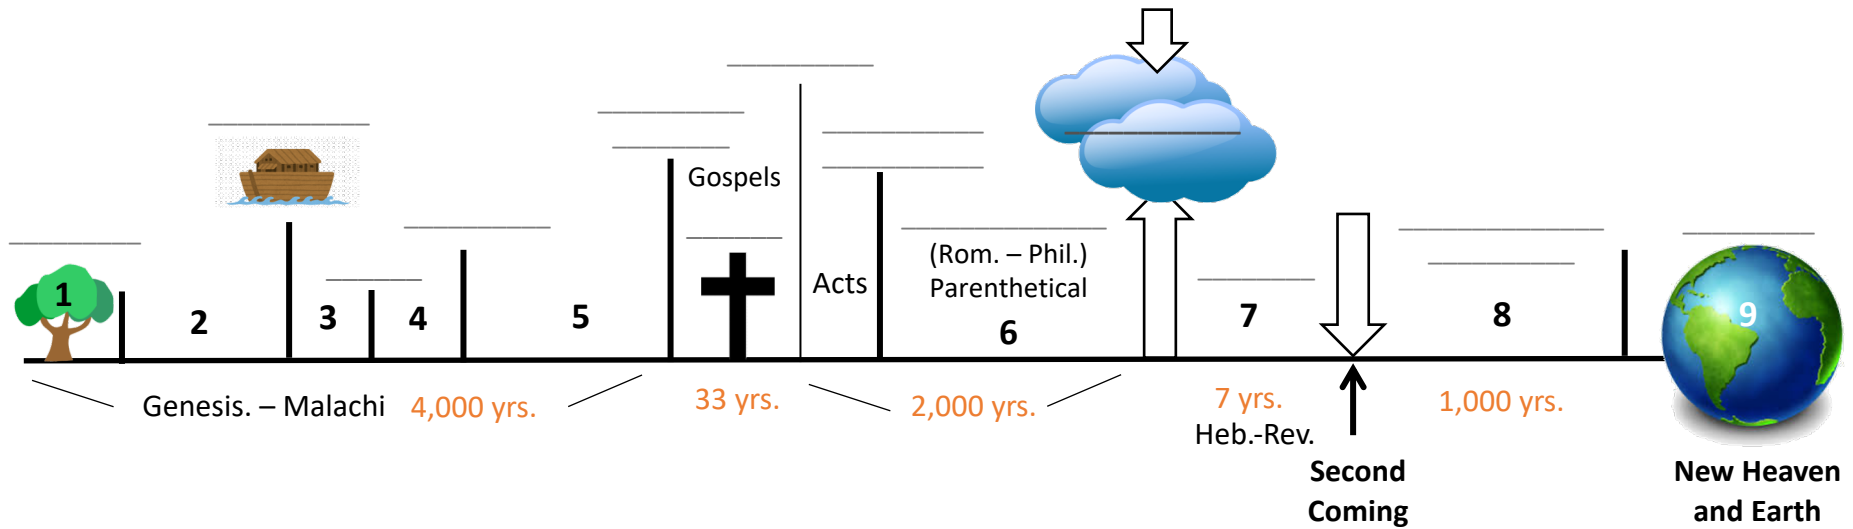 Gospels
(Rom. – Phil.)
Parenthetical
Acts
1
2
3
4
5
6
7
8
9
Genesis. – Malachi
4,000 yrs.
33 yrs.
2,000 yrs.
7 yrs.
Heb.-Rev.
1,000 yrs.
Second
Coming
New Heaven
and Earth